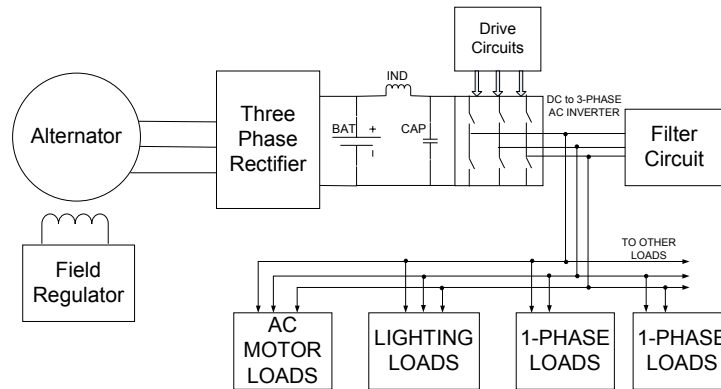 Drive
Circuits
Alternator
Three
Phase
Rectifier
IND
BAT
+
CAP
DC to 3-PHASE
AC INVERTER
Filter
Circuit
Field
Regulator
TO OTHER
LOADS
AC
MOTOR
LOADS
LIGHTING
LOADS
1-PHASE
LOADS
1-PHASE
LOADS